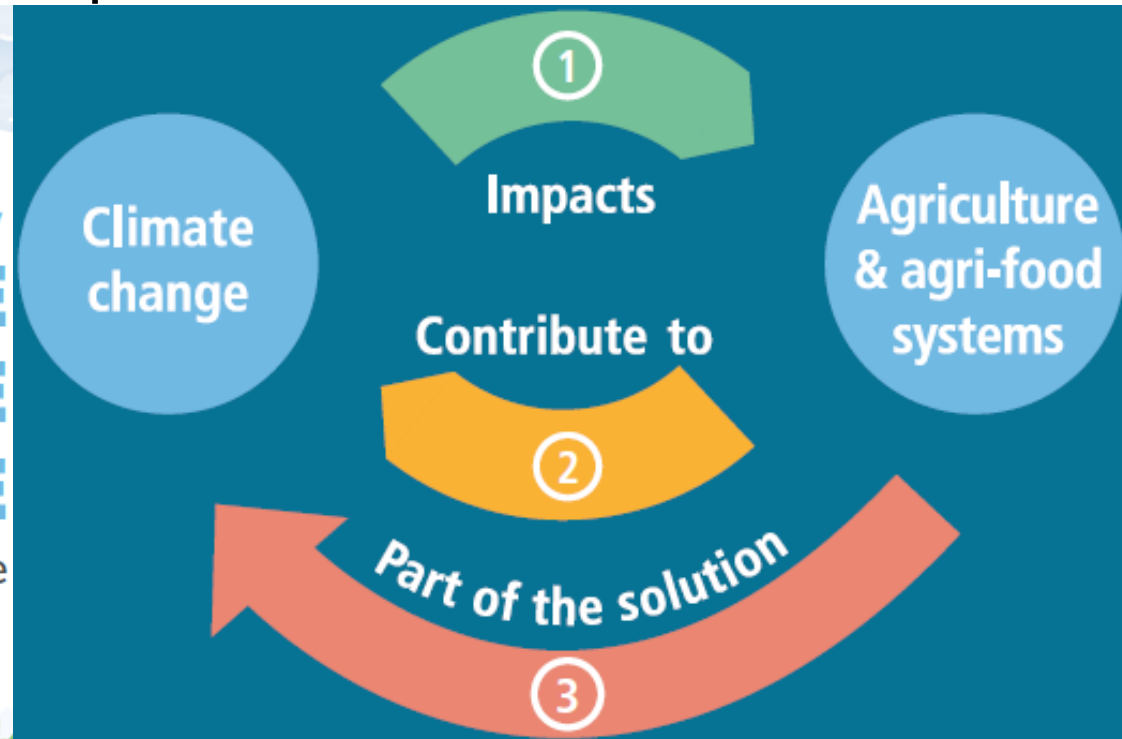 1
Impacts
Climate
change
Agriculture
& agri-food
systems
Contribute to
2
Part of the solution
3